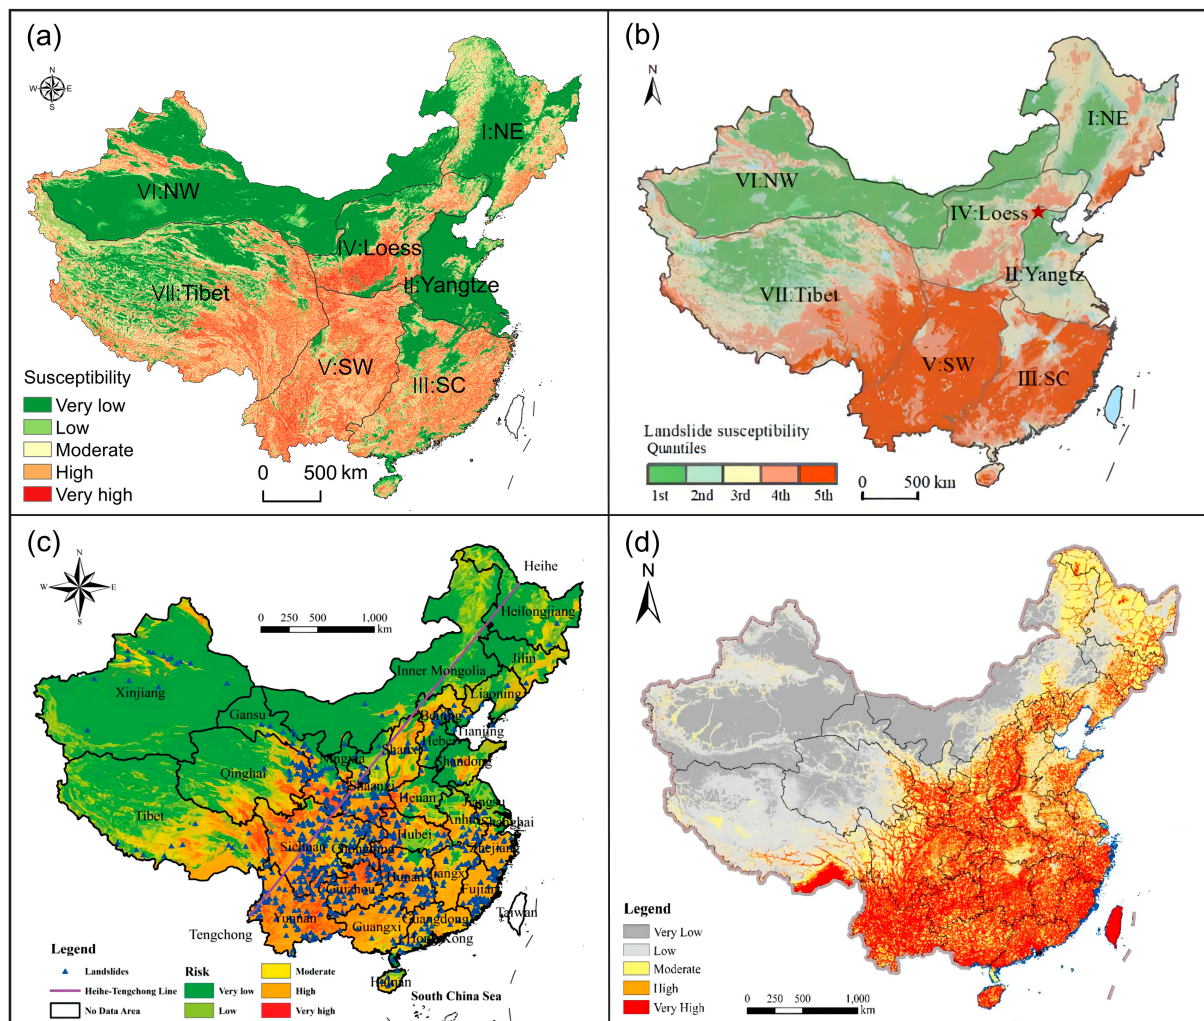 (a)
N
W E
S
I:NE
VI:NW
IV:Loess
II:Yangtze
VII:Tibet
V:SW
III:SC
Susceptibility
Very low
Low
Moderate
High
Very high
0 500 km
(b)
N
I:NE
VI:NW
IV:Loess
II:Yangtz
VII:Tibet
V:SW
III:SC
Landslide susceptibility
Quantiles
1st 2nd 3rd 4th 5th
0 500 km
(c)
N
W E
S
0 250 500 1,000
km
Heihe
Heilongjiang
Jilin
Inner Mongolia
Liaoning
Xinjiang
Beijing
Gansu
Tianjing
Hebei
Shanxi
Ningxia
Shandong
Qinghai
Shaanxi
Henan
Jiangsu
Tibet
Anhui
Shanghai
Hubei
Sichuan
Chongqing
Zhejiang
Hunan
Jiangxi
Guizhou
Fujian
Yunnan
Taiwan
Guangxi
Guangdong
Tengchong
Hong Kong
Hainan
South China Sea
Legend
Landslides
Heihe-Tengchong Line
No Data Area
Risk
Very low
Low
Moderate
High
Very high
(d)
N
Legend
Very Low
Low
Moderate
High
Very High
0 250 500 1,000
km